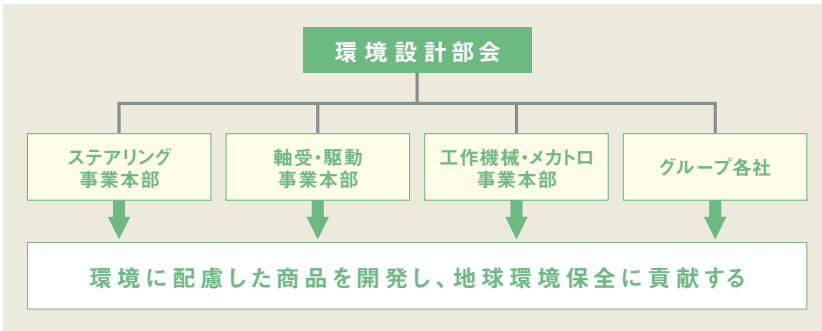 環境設計部会
ステアリング
事業本部
軸受・駆動
事業本部
工作機械・メカトロ
事業本部
グループ各社
環境に配慮した商品を開発し、地球環境保全に貢献する